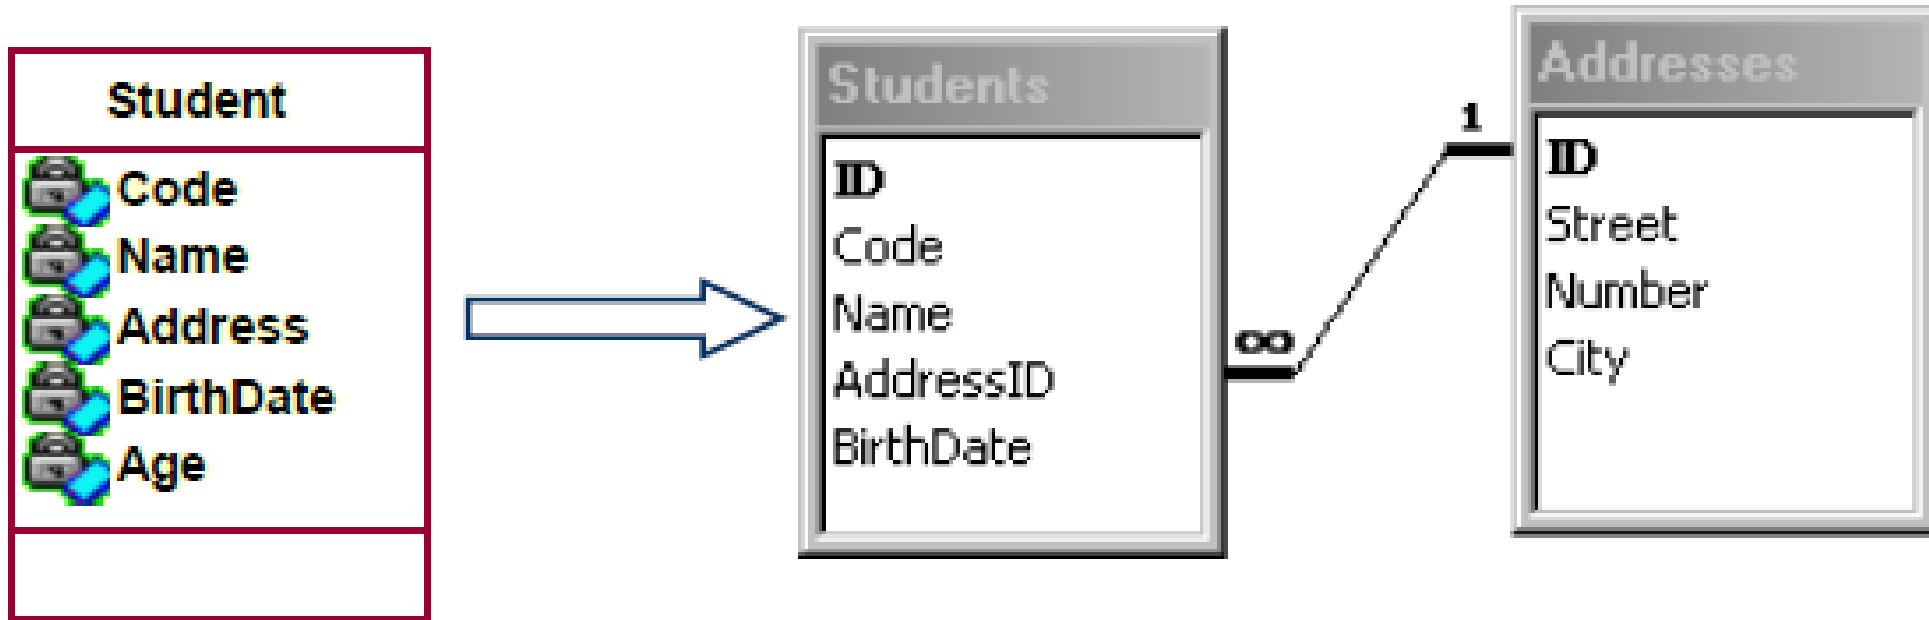 Student
Code
Name
Address
BirthDate
Age
Students
ID
Code
Name
AddressID
BirthDate
∞
1
Addresses
ID
Street
Number
City